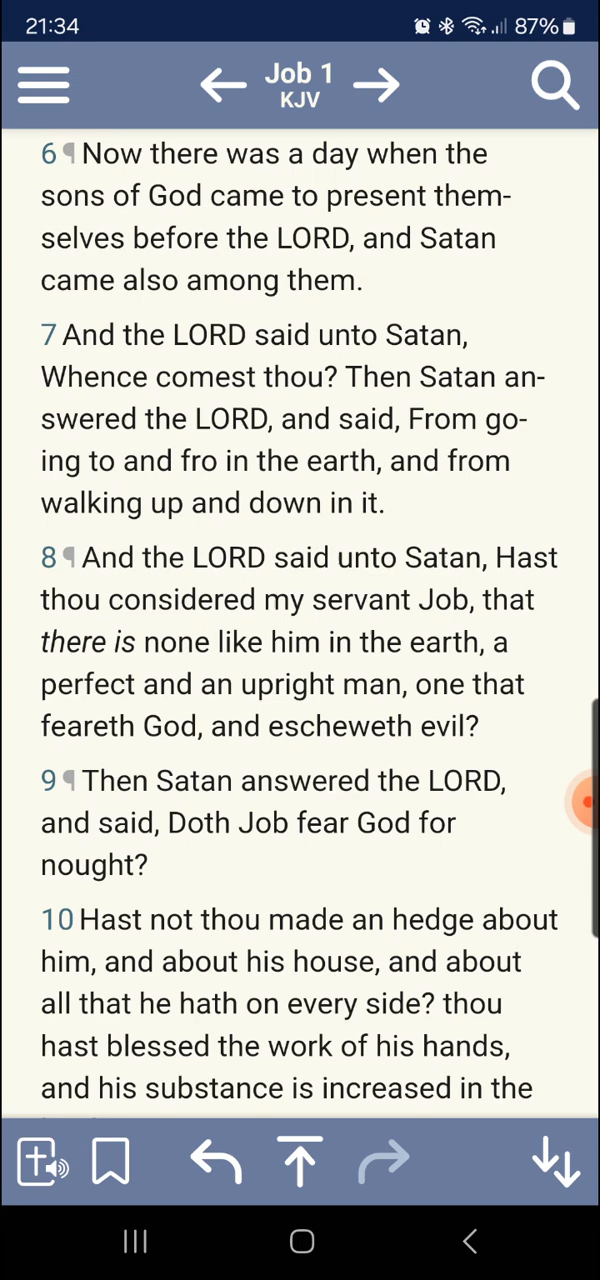 21:34
87%
Job 1
KJV
6 ¶ Now there was a day when the
sons of God came to present them-
selves before the LORD, and Satan
came also among them.
7 And the LORD said unto Satan,
Whence comest thou? Then Satan an-
swered the LORD, and said, From go-
ing to and fro in the earth, and from
walking up and down in it.
8 ¶ And the LORD said unto Satan, Hast
thou considered my servant Job, that
there is none like him in the earth, a
perfect and an upright man, one that
feareth God, and escheweth evil?
9 ¶ Then Satan answered the LORD,
and said, Doth Job fear God for
nought?
10 Hast not thou made an hedge about
him, and about his house, and about
all that he hath on every side? thou
hast blessed the work of his hands,
and his substance is increased in the